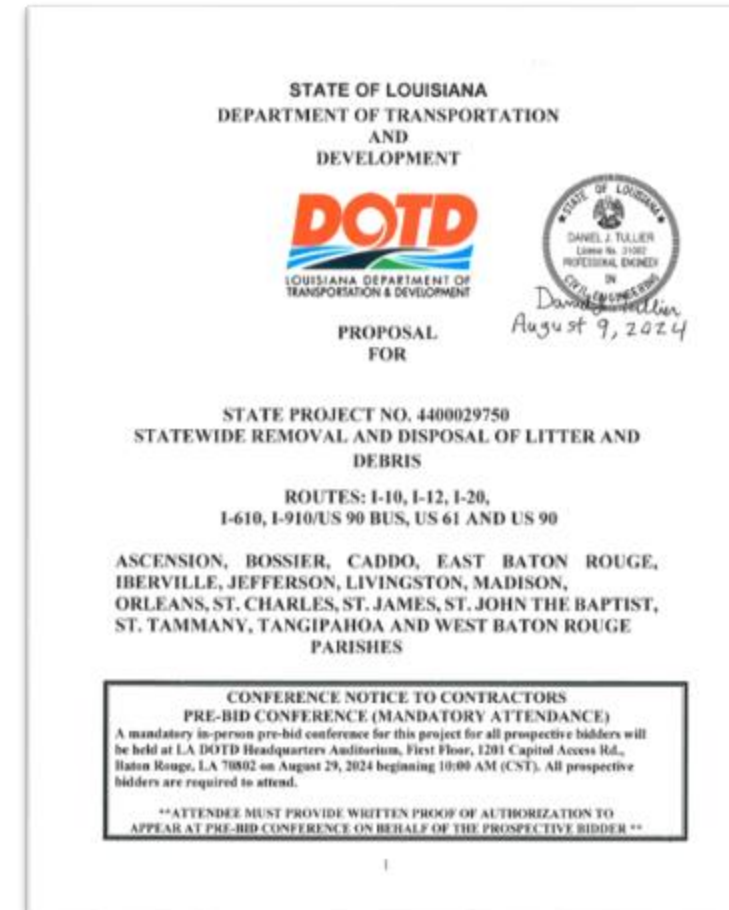 STATE OF LOUISIANA
DEPARTMENT OF TRANSPORTATION
AND
DEVELOPMENT
DOTD
LOUISIANA DEPARTMENT OF
TRANSPORTATION & DEVELOPMENT
STATE OF LOUISIANA
DANIEL J. TULLIER
License No. 31002
PROFESSIONAL ENGINEER
IN
CIVIL ENGINEERING
Daniel J. Tullier
August 9, 2024
PROPOSAL
FOR
STATE PROJECT NO. 4400029750
STATEWIDE REMOVAL AND DISPOSAL OF LITTER AND
DEBRIS
ROUTES: I-10, I-12, I-20,
I-610, I-910/US 90 BUS, US 61 AND US 90
ASCENSION, BOSSIER, CADDO, EAST BATON ROUGE,
IBERVILLE, JEFFERSON, LIVINGSTON, MADISON,
ORLEANS, ST. CHARLES, ST. JAMES, ST. JOHN THE BAPTIST,
ST. TAMMANY, TANGIPAHOA AND WEST BATON ROUGE
PARISHES
CONFERENCE NOTICE TO CONTRACTORS
PRE-BID CONFERENCE (MANDATORY ATTENDANCE)
A mandatory in-person pre-bid conference for this project for all prospective bidders will
be held at LA DOTD Headquarters Auditorium, First Floor, 1201 Capitol Access Rd.,
Baton Rouge, LA 70802 on August 29, 2024 beginning 10:00 AM (CST). All prospective
bidders are required to attend.
**ATTENDEE MUST PROVIDE WRITTEN PROOF OF AUTHORIZATION TO
APPEAR AT PRE-BID CONFERENCE ON BEHALF OF THE PROSPECTIVE BIDDER **
1